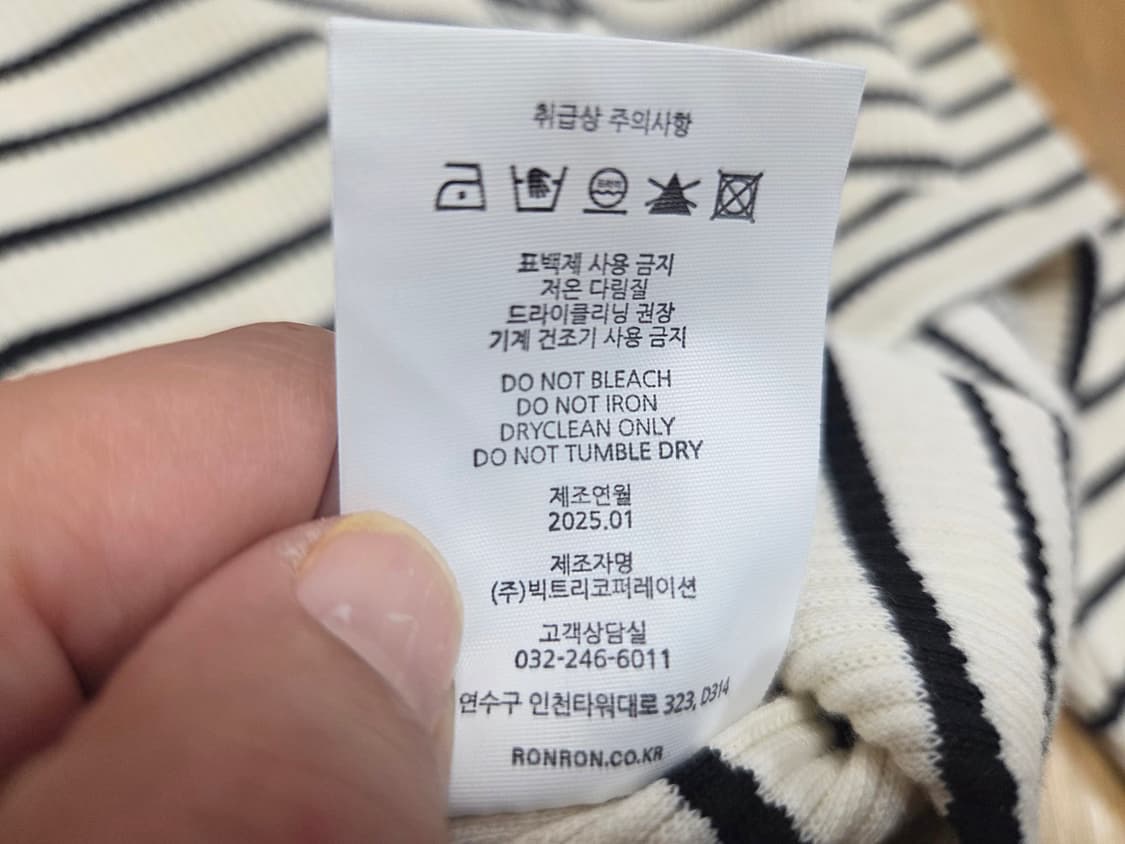 취급상 주의사항
드라이
표백제 사용 금지
저온 다림질
드라이클리닝 권장
기계 건조기 사용 금지
DO NOT BLEACH
DO NOT IRON
DRYCLEAN ONLY
DO NOT TUMBLE DRY
제조연월
2025.01
제조자명
(주)빅트리코퍼레이션
고객상담실
032-246-6011
연수구 인천타워대로 323, D314
RONRON.CO.KR